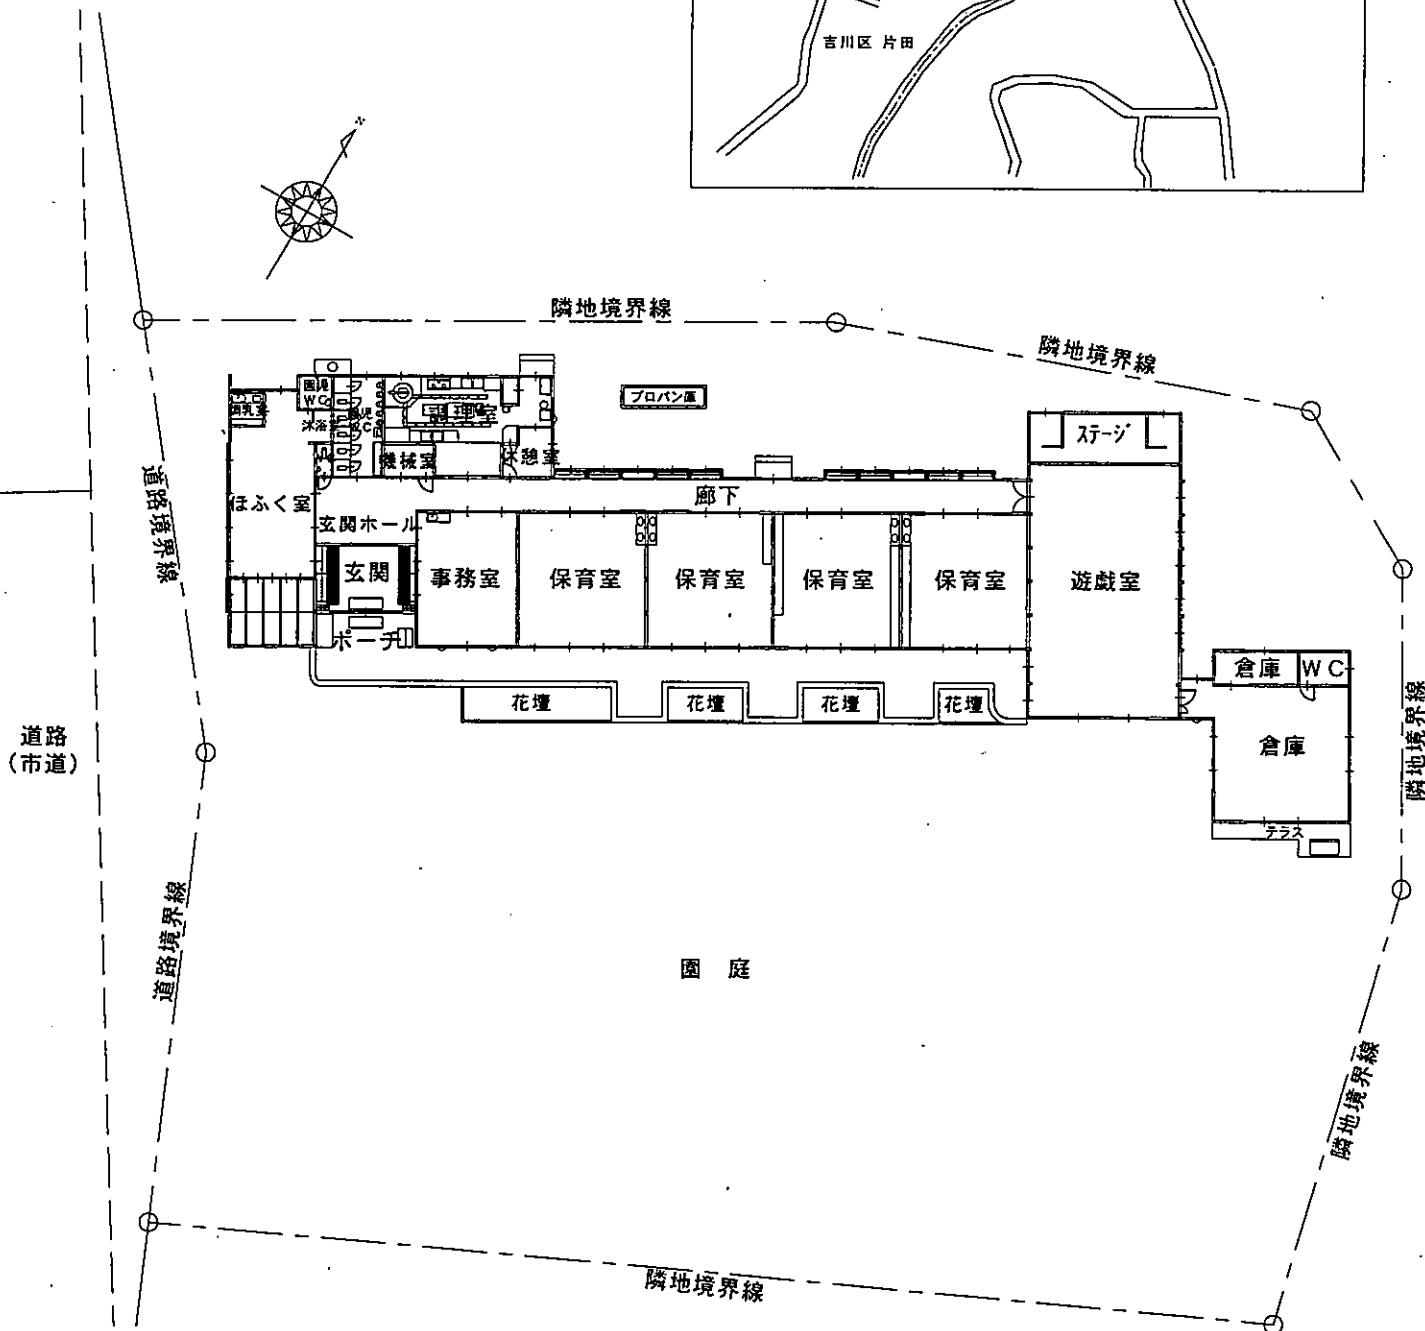 吉川区 片田
N
隣地境界線
隣地境界線
園児
WC
調乳室
沐浴
園児
WC
調理室
プロパン庫
ステージ
機械室
休憩室
道路境界線
ほふく室
廊下
玄関ホール
玄関
事務室
保育室
保育室
保育室
保育室
遊戯室
ポーチ
倉庫
WC
花壇
花壇
花壇
花壇
隣地境界線
道路
(市道)
倉庫
テラス
道路境界線
園 庭
隣地境界線
隣地境界線